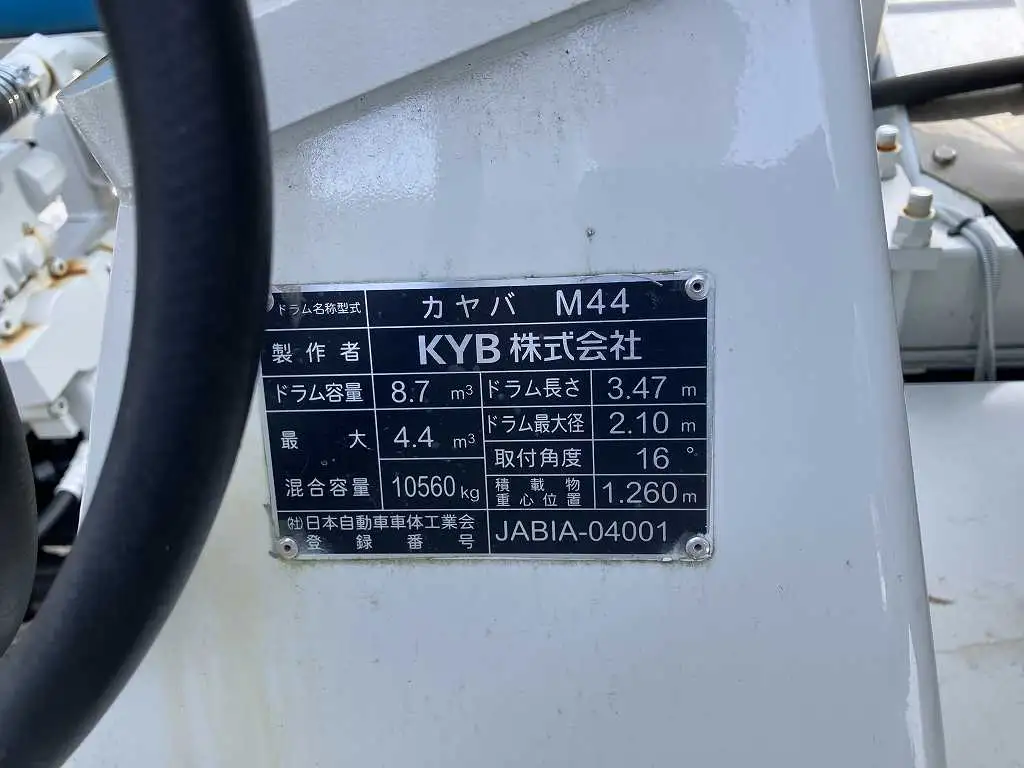 ドラム名称型式 カヤバ M44
製作者 KYB株式会社
ドラム容量 8.7 m³ ドラム長さ 3.47 m
最大 4.4 m³ ドラム最大径 2.10 m
取付角度 16 °
混合容量 10560kg 積載物重心位置 1.260m
㈳日本自動車車体工業会
登録番号 JABIA-04001